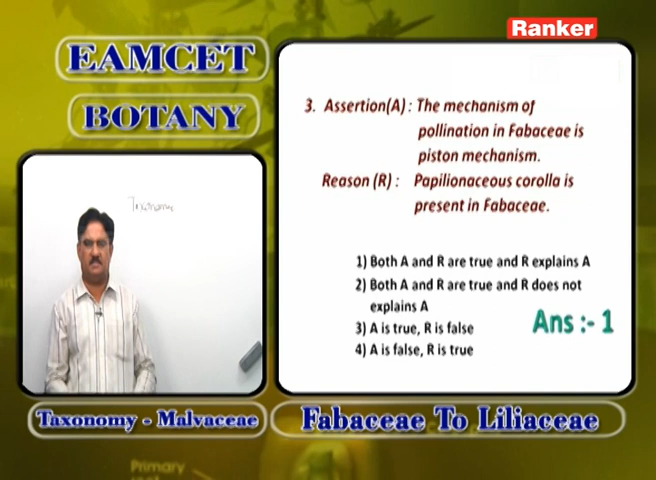 Ranker
EAMCET
BOTANY
3. Assertion(A) : The mechanism of
pollination in Fabaceae is
piston mechanism.
Reason (R) : Papilionaceous corolla is
present in Fabaceae.
1) Both A and R are true and R explains A
2) Both A and R are true and R does not
explains A
3) A is true, R is false
4) A is false, R is true
Ans :- 1
Taxonomy - Malvaceae
Fabaceae To Liliaceae
Primary